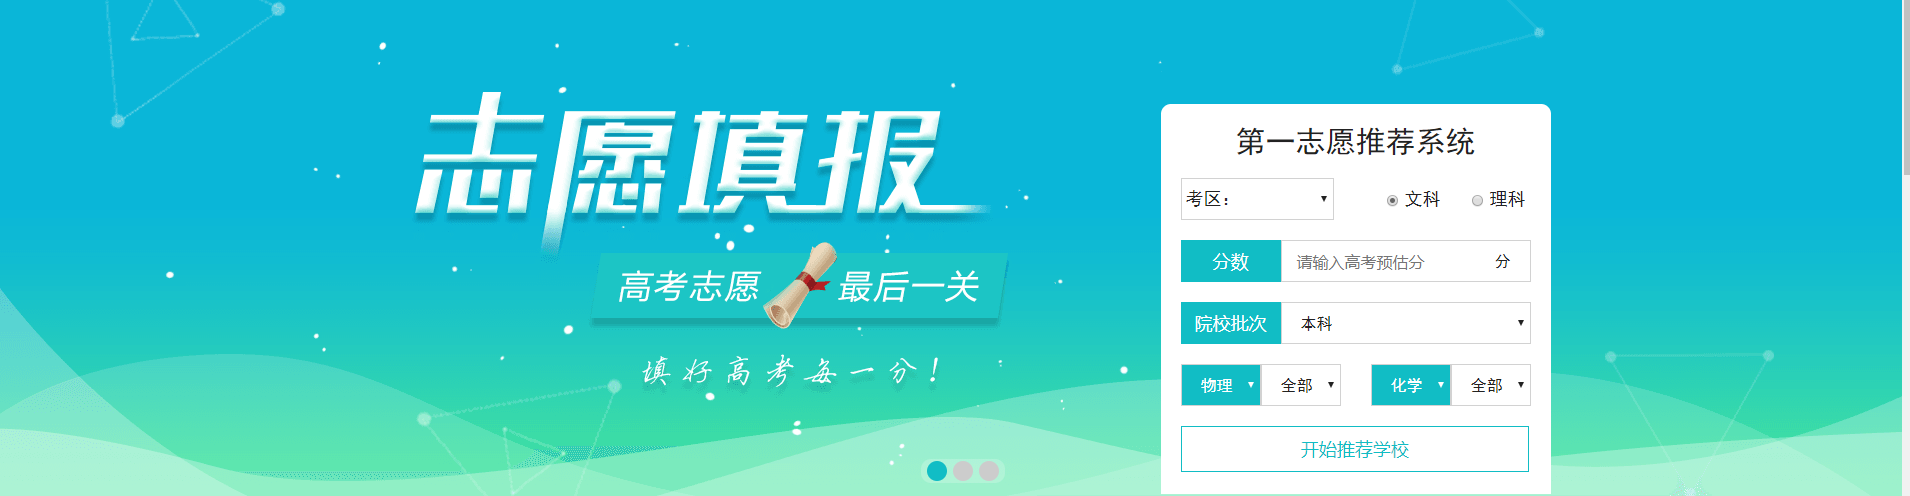 志愿填报
高考志愿 最后一关
填好高考每一分!
第一志愿推荐系统
考区: 文科 理科
分数 请输入高考预估分 分
院校批次 本科
物理 全部 化学 全部
开始推荐学校